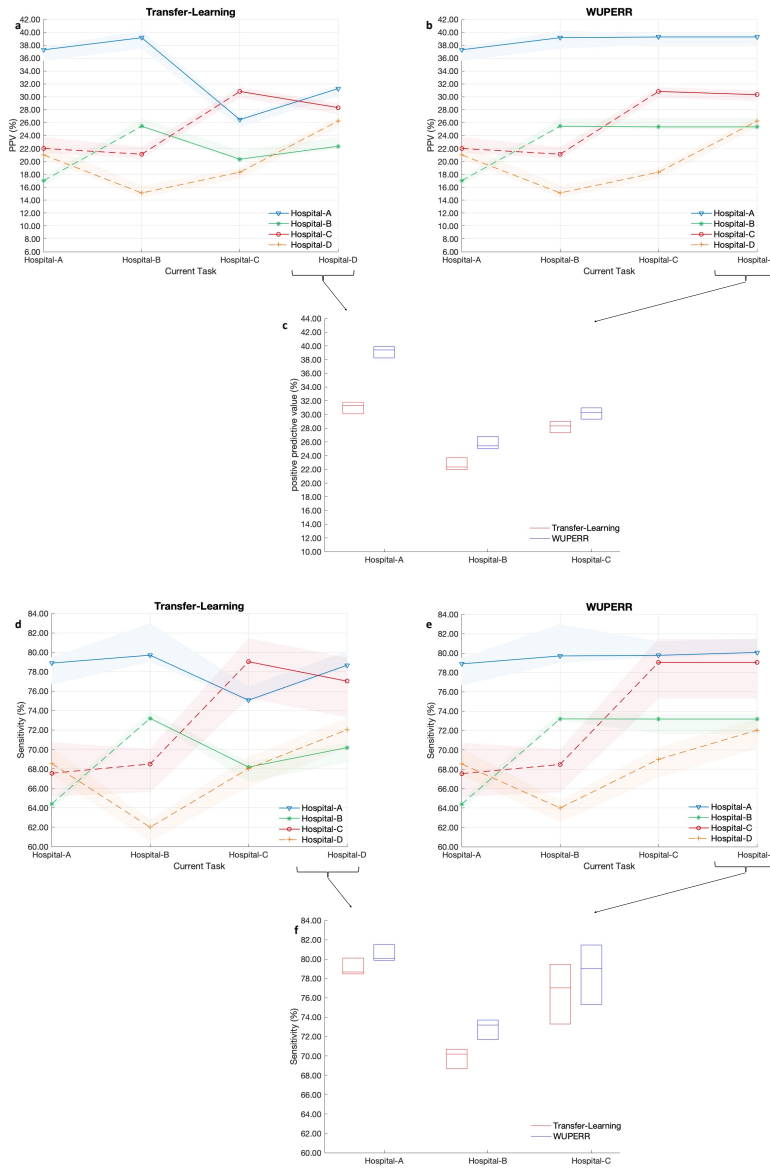 Transfer-Learning
a
42.00
40.00
38.00
36.00
34.00
32.00
30.00
28.00
26.00
24.00
22.00
20.00
18.00
16.00
14.00
12.00
10.00
8.00
6.00
PPV (%)
Hospital-A
Hospital-B
Hospital-C
Hospital-D
Hospital-A
Hospital-B
Hospital-C
Hospital-D
Current Task
WUPERR
b
42.00
40.00
38.00
36.00
34.00
32.00
30.00
28.00
26.00
24.00
22.00
20.00
18.00
16.00
14.00
12.00
10.00
8.00
6.00
PPV (%)
Hospital-A
Hospital-B
Hospital-C
Hospital-D
Hospital-A
Hospital-B
Hospital-C
Hospital-
Current Task
c
44.00
42.00
40.00
38.00
36.00
34.00
32.00
30.00
28.00
26.00
24.00
22.00
20.00
18.00
16.00
14.00
12.00
10.00
positive predictive value (%)
Transfer-Learning
WUPERR
Hospital-A
Hospital-B
Hospital-C
Transfer-Learning
d
84.00
82.00
80.00
78.00
76.00
74.00
72.00
70.00
68.00
66.00
64.00
62.00
60.00
Sensitivity (%)
Hospital-A
Hospital-B
Hospital-C
Hospital-D
Hospital-A
Hospital-B
Hospital-C
Hospital-D
Current Task
WUPERR
e
84.00
82.00
80.00
78.00
76.00
74.00
72.00
70.00
68.00
66.00
64.00
62.00
60.00
Sensitivity (%)
Hospital-A
Hospital-B
Hospital-C
Hospital-D
Hospital-A
Hospital-B
Hospital-C
Hospital-
Current Task
f
84.00
82.00
80.00
78.00
76.00
74.00
72.00
70.00
68.00
66.00
64.00
62.00
60.00
Sensitivity (%)
Transfer-Learning
WUPERR
Hospital-A
Hospital-B
Hospital-C